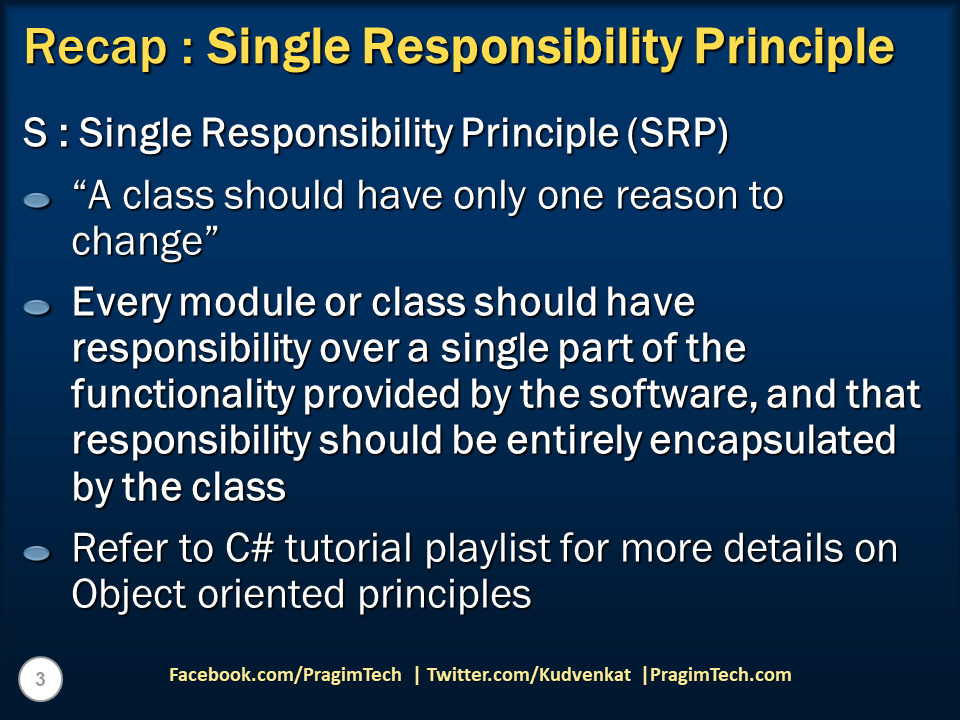 Recap : Single Responsibility Principle
S : Single Responsibility Principle (SRP)
“A class should have only one reason to
change”
Every module or class should have
responsibility over a single part of the
functionality provided by the software, and that
responsibility should be entirely encapsulated
by the class
Refer to C# tutorial playlist for more details on
Object oriented principles
3
Facebook.com/PragimTech | Twitter.com/Kudvenkat |PragimTech.com